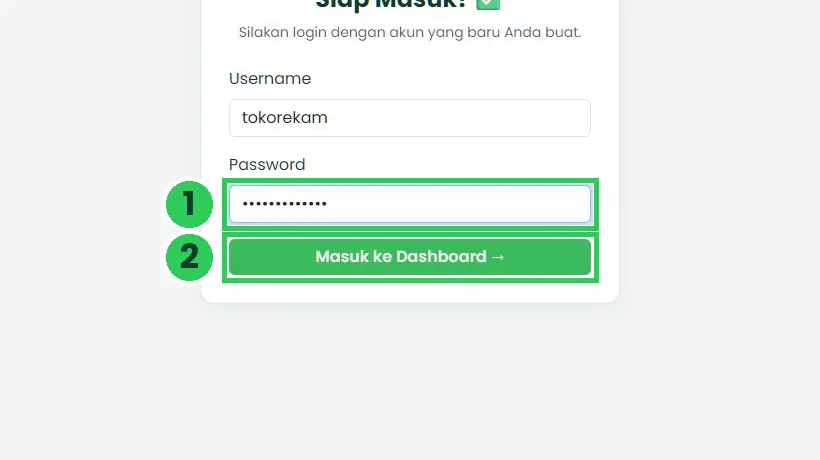 Siap Masuk? ✅
Silakan login dengan akun yang baru Anda buat.
Username
tokorekam
Password
1
•••••••••••••
2
Masuk ke Dashboard →